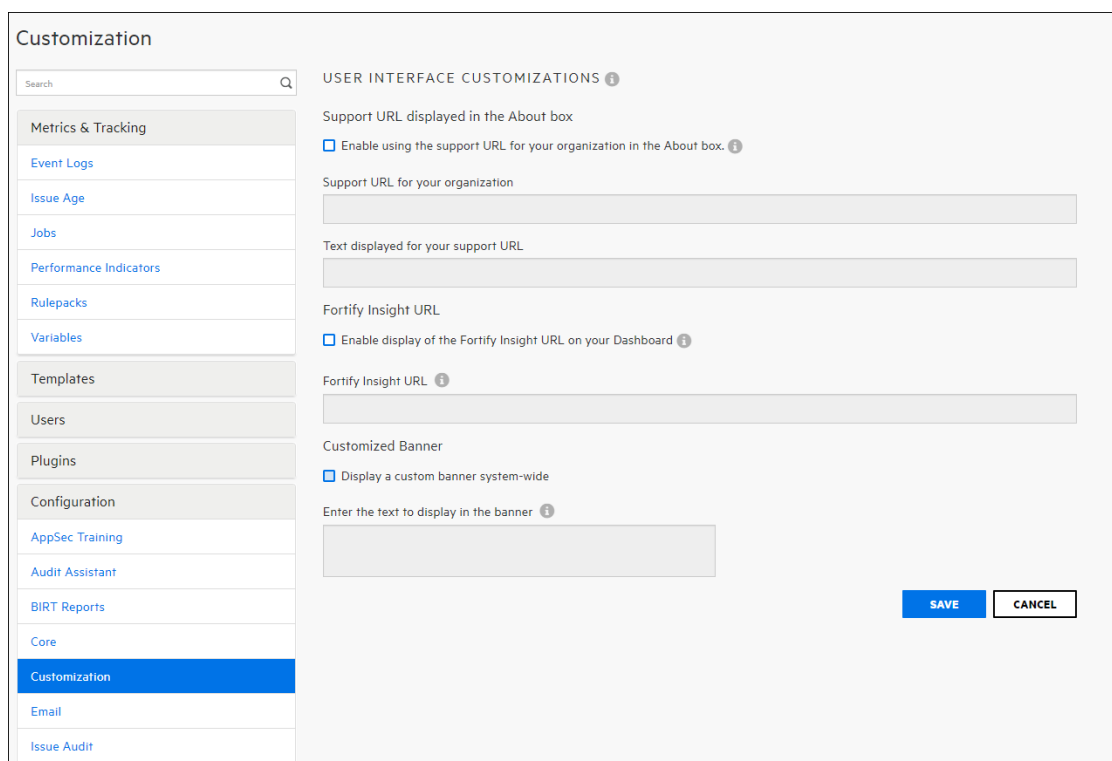 Customization
Search
Metrics & Tracking
Event Logs
Issue Age
Jobs
Performance Indicators
Rulepacks
Variables
Templates
Users
Plugins
Configuration
AppSec Training
Audit Assistant
BIRT Reports
Core
Customization
Email
Issue Audit
USER INTERFACE CUSTOMIZATIONS
Support URL displayed in the About box
Enable using the support URL for your organization in the About box.
Support URL for your organization
Text displayed for your support URL
Fortify Insight URL
Enable display of the Fortify Insight URL on your Dashboard
Fortify Insight URL
Customized Banner
Display a custom banner system-wide
Enter the text to display in the banner
SAVE
CANCEL